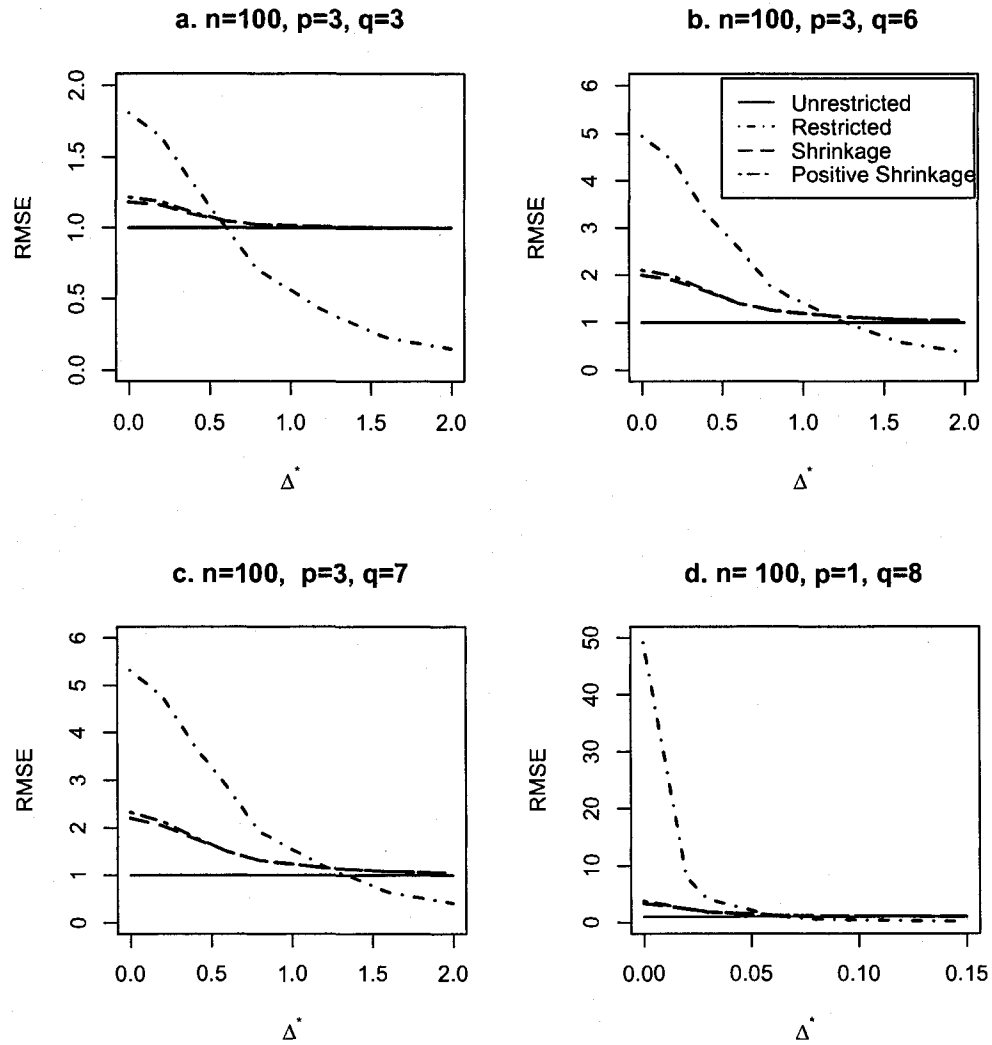 a. n=100, p=3, q=3
RMSE
2.0
1.5
1.0
0.5
0.0
0.0 0.5 1.0 1.5 2.0
Δ*
b. n=100, p=3, q=6
RMSE
6
5
4
3
2
1
0
Unrestricted
Restricted
Shrinkage
Positive Shrinkage
0.0 0.5 1.0 1.5 2.0
Δ*
c. n=100, p=3, q=7
RMSE
6
5
4
3
2
1
0
0.0 0.5 1.0 1.5 2.0
Δ*
d. n= 100, p=1, q=8
RMSE
50
40
30
20
10
0
0.00 0.05 0.10 0.15
Δ*